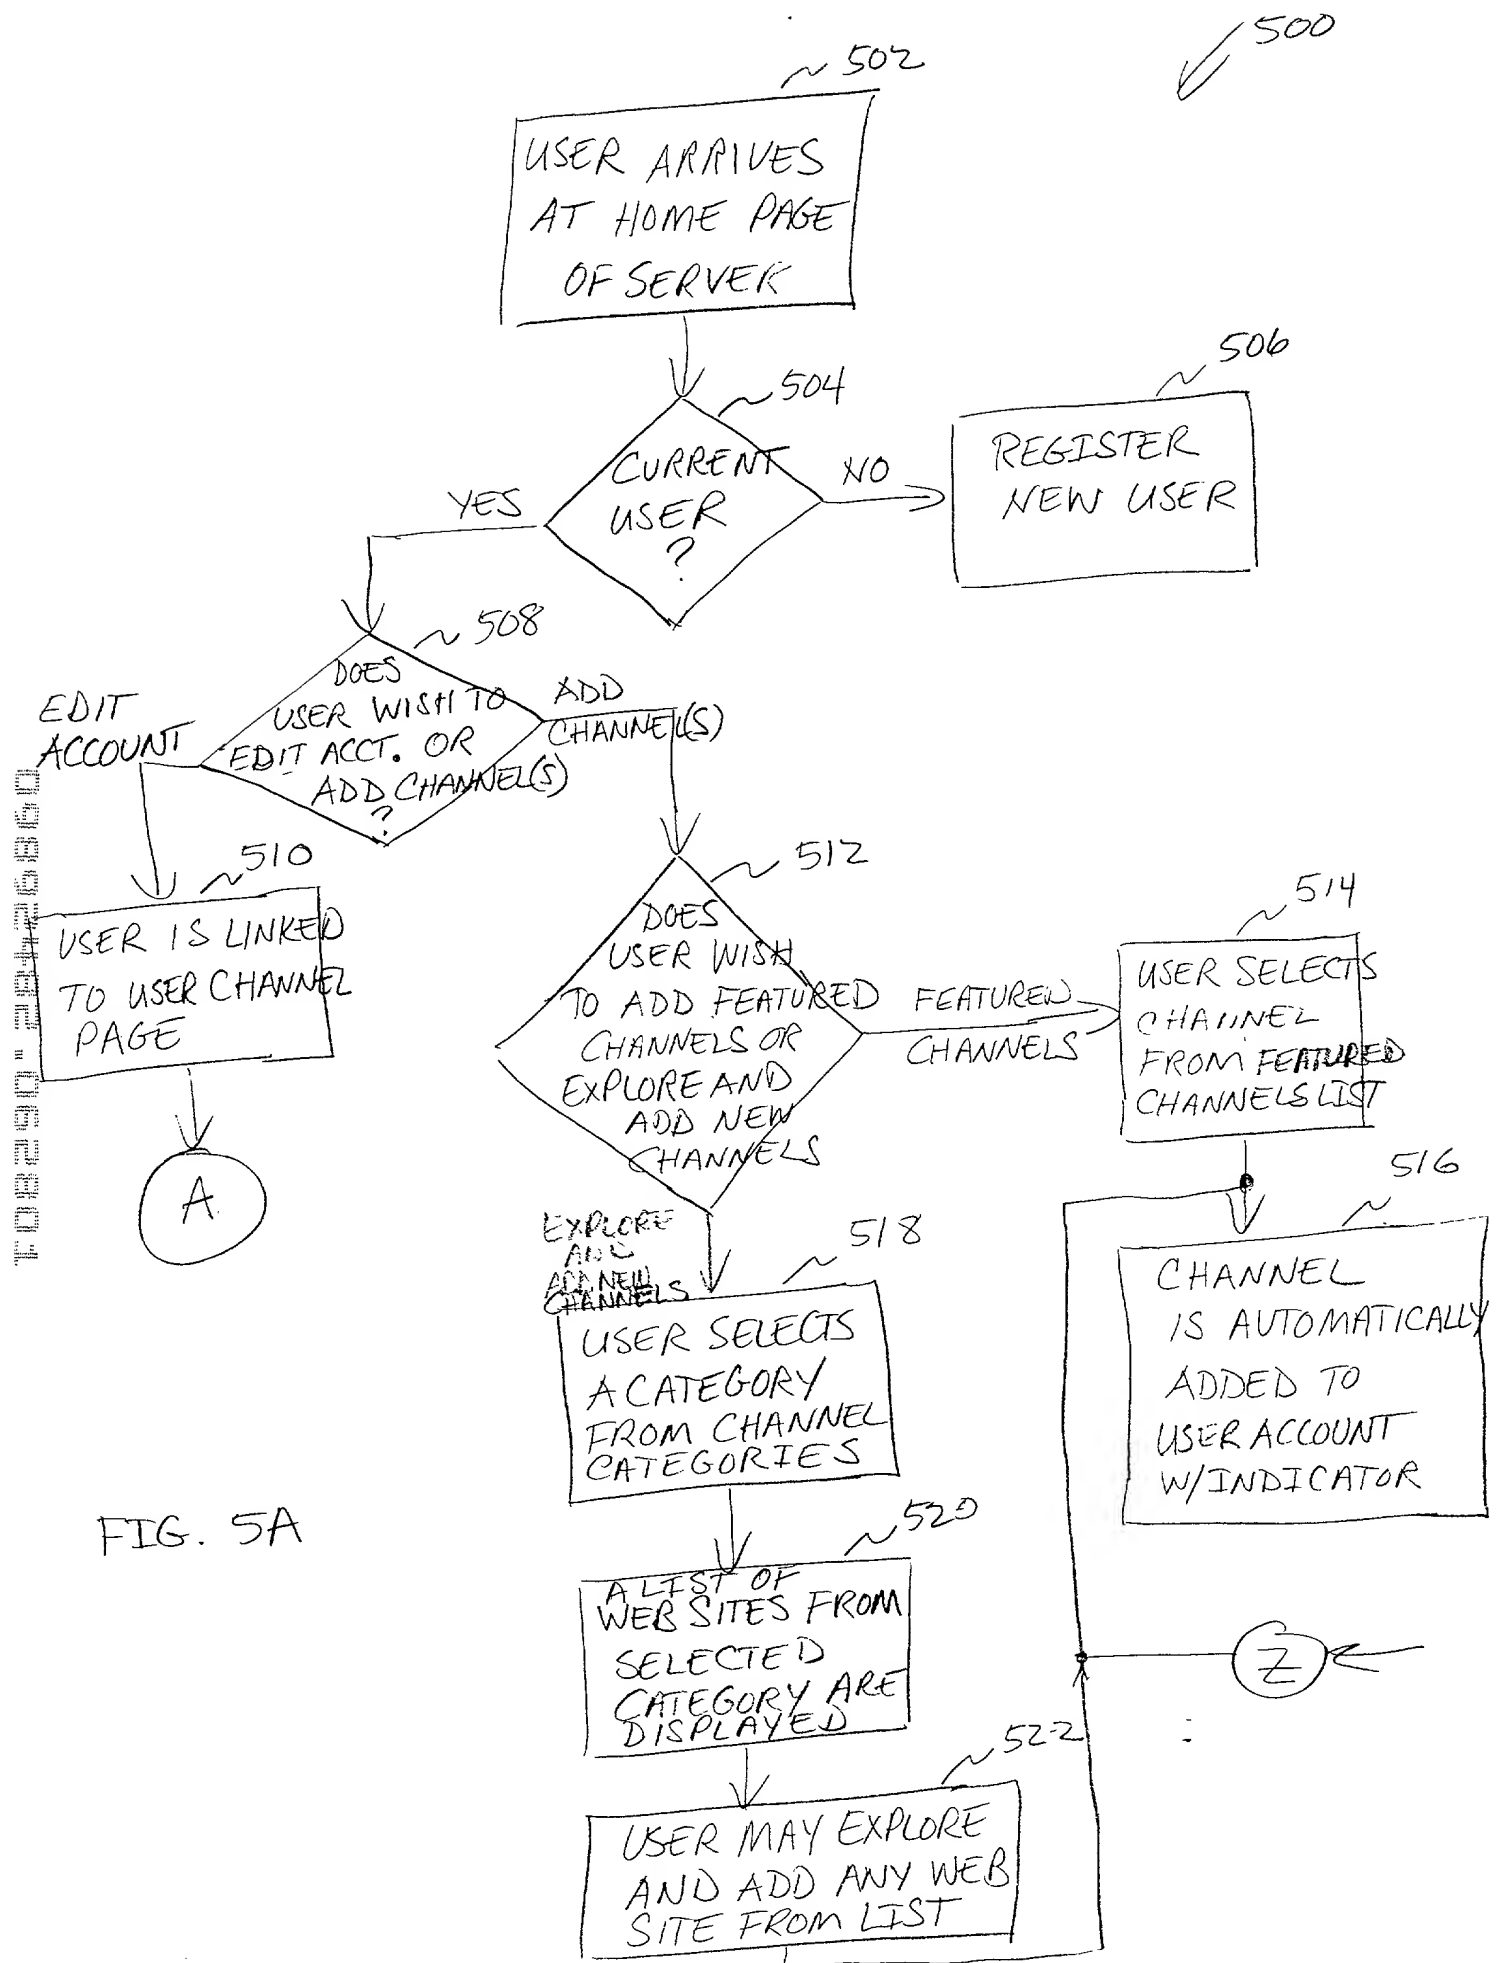 500
502
USER ARRIVES
AT HOME PAGE
OF SERVER
504
CURRENT
USER
?
NO
506
REGISTER
NEW USER
YES
508
DOES
USER WISH TO
EDIT ACCT. OR
ADD CHANNEL(S)
?
EDIT
ACCOUNT
ADD
CHANNEL(S)
510
USER IS LINKED
TO USER CHANNEL
PAGE
A
512
DOES
USER WISH
TO ADD FEATURED
CHANNELS OR
EXPLORE AND
ADD NEW
CHANNELS
FEATURED
CHANNELS
514
USER SELECTS
CHANNEL
FROM FEATURED
CHANNELS LIST
516
CHANNEL
IS AUTOMATICALLY
ADDED TO
USER ACCOUNT
W/INDICATOR
EXPLORE
AND
ADD NEW
CHANNELS
518
USER SELECTS
A CATEGORY
FROM CHANNEL
CATEGORIES
520
A LIST OF
WEB SITES FROM
SELECTED
CATEGORY ARE
DISPLAYED
Z
522
USER MAY EXPLORE
AND ADD ANY WEB
SITE FROM LIST
FIG. 5A